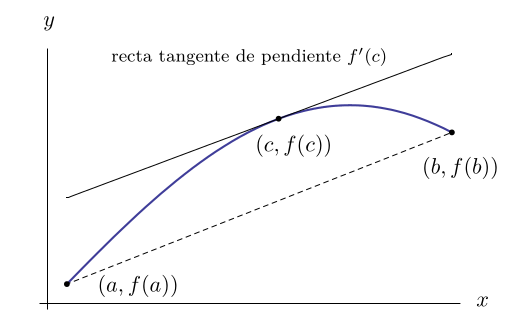 y
recta tangente de pendiente f′(c)
(c, f(c))
(b, f(b))
(a, f(a))
x